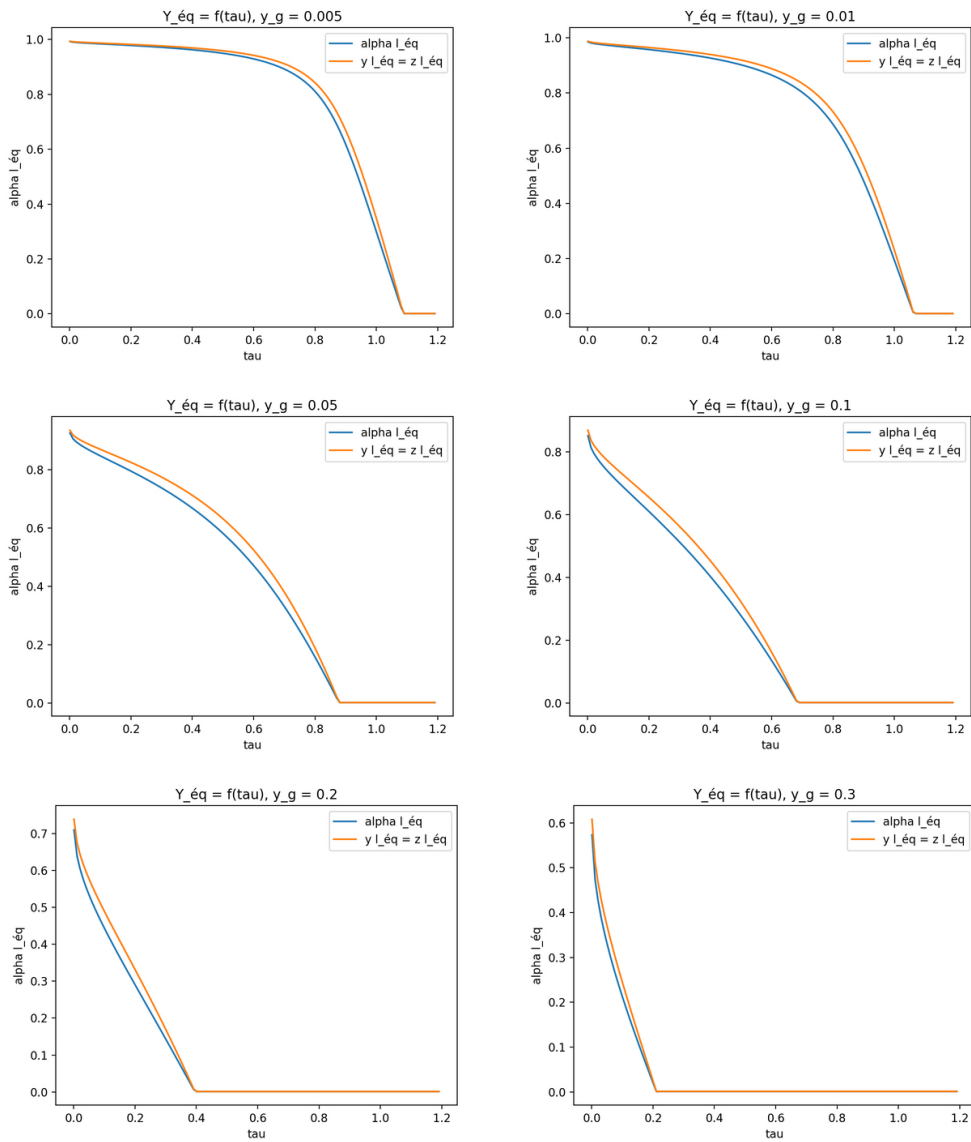 Y_éq = f(tau), y_g = 0.005
alpha l_éq
y l_éq = z l_éq
alpha l_éq
1.0
0.8
0.6
0.4
0.2
0.0
0.0 0.2 0.4 0.6 0.8 1.0 1.2
tau
Y_éq = f(tau), y_g = 0.01
alpha l_éq
y l_éq = z l_éq
alpha l_éq
1.0
0.8
0.6
0.4
0.2
0.0
0.0 0.2 0.4 0.6 0.8 1.0 1.2
tau
Y_éq = f(tau), y_g = 0.05
alpha l_éq
y l_éq = z l_éq
alpha l_éq
0.8
0.6
0.4
0.2
0.0
0.0 0.2 0.4 0.6 0.8 1.0 1.2
tau
Y_éq = f(tau), y_g = 0.1
alpha l_éq
y l_éq = z l_éq
alpha l_éq
0.8
0.6
0.4
0.2
0.0
0.0 0.2 0.4 0.6 0.8 1.0 1.2
tau
Y_éq = f(tau), y_g = 0.2
alpha l_éq
y l_éq = z l_éq
alpha l_éq
0.7
0.6
0.5
0.4
0.3
0.2
0.1
0.0
0.0 0.2 0.4 0.6 0.8 1.0 1.2
tau
Y_éq = f(tau), y_g = 0.3
alpha l_éq
y l_éq = z l_éq
alpha l_éq
0.6
0.5
0.4
0.3
0.2
0.1
0.0
0.0 0.2 0.4 0.6 0.8 1.0 1.2
tau